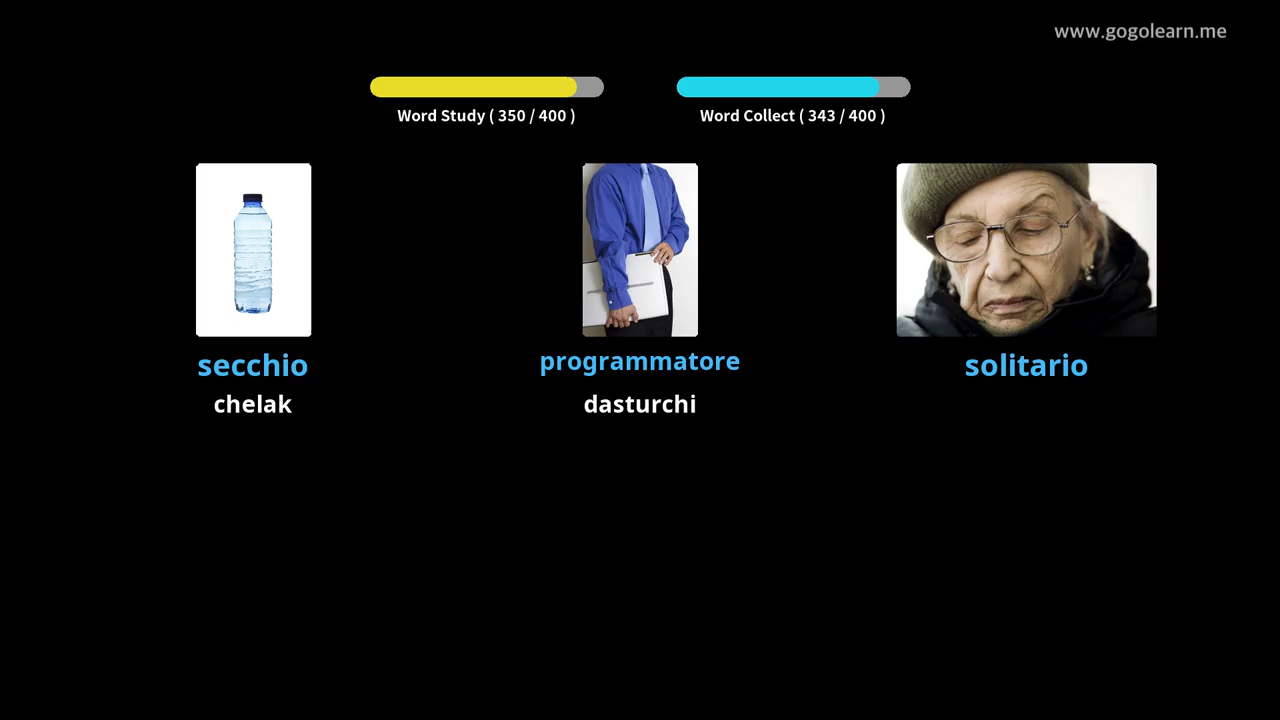 www.gogolearn.me
Word Study ( 350 / 400 )
Word Collect ( 343 / 400 )
secchio
chelak
programmatore
dasturchi
solitario